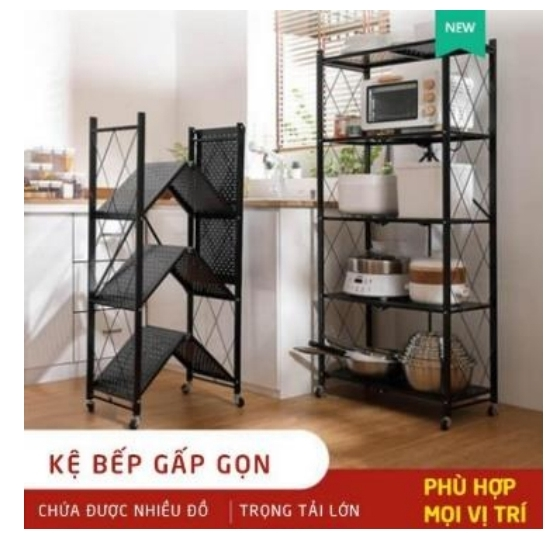 NEW
KỆ BẾP GẤP GỌN
CHỨA ĐƯỢC NHIỀU ĐỒ | TRỌNG TẢI LỚN
PHÙ HỢP
MỌI VỊ TRÍ